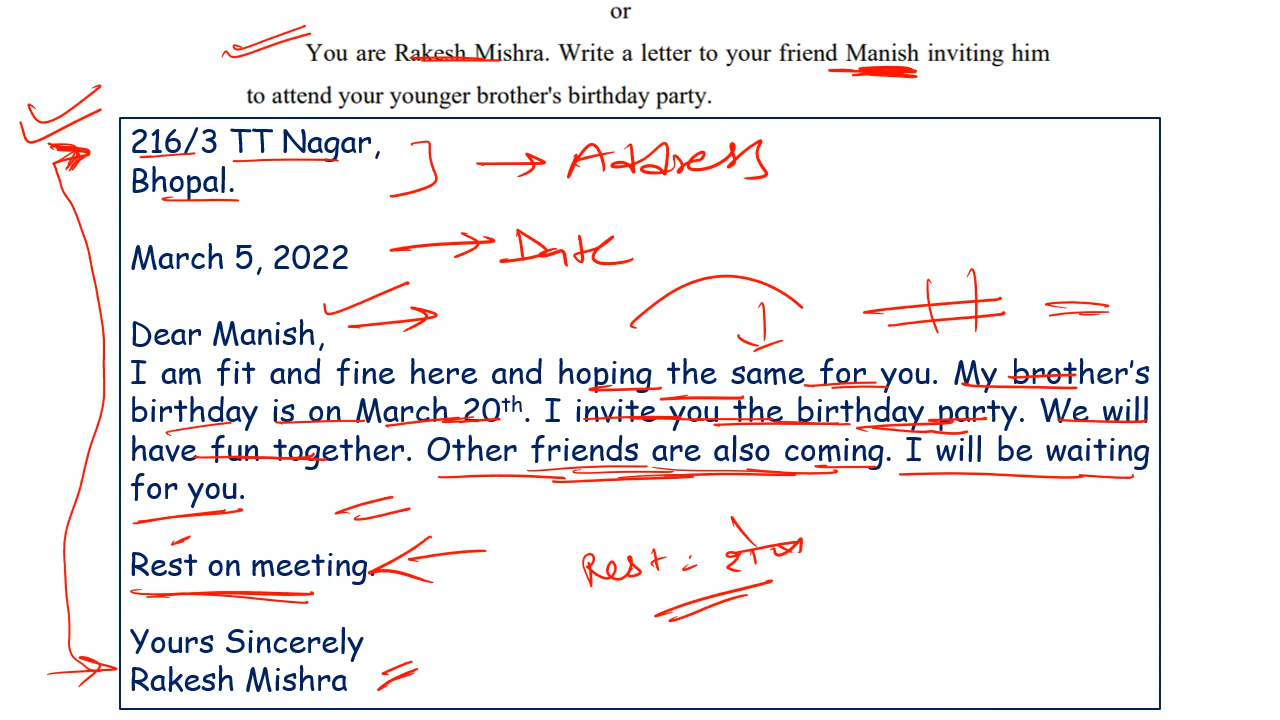 or
You are Rakesh Mishra. Write a letter to your friend Manish inviting him
to attend your younger brother's birthday party.
216/3 TT Nagar,
Bhopal.
Address
March 5, 2022
Date
Dear Manish,
I am fit and fine here and hoping the same for you. My brother's
birthday is on March 20th. I invite you the birthday party. We will
have fun together. Other friends are also coming. I will be waiting
for you.
Rest on meeting.
Rest =
Yours Sincerely
Rakesh Mishra